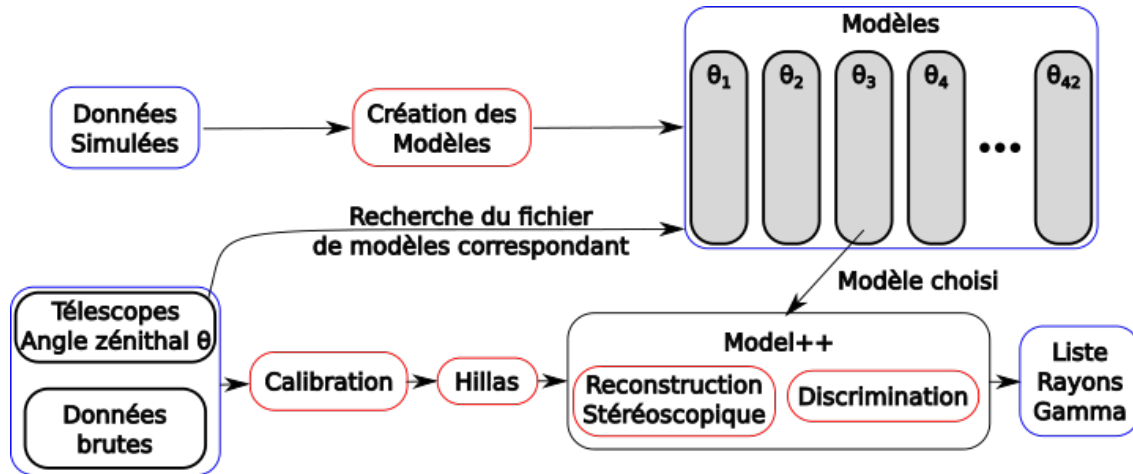 Modèles
θ1
θ2
θ3
θ4
θ42
Données
Simulées
Création des
Modèles
Recherche du fichier
de modèles correspondant
Modèle choisi
Télescopes
Angle zénithal θ
Données
brutes
Calibration
Hillas
Model++
Reconstruction
Stéréoscopique
Discrimination
Liste
Rayons
Gamma